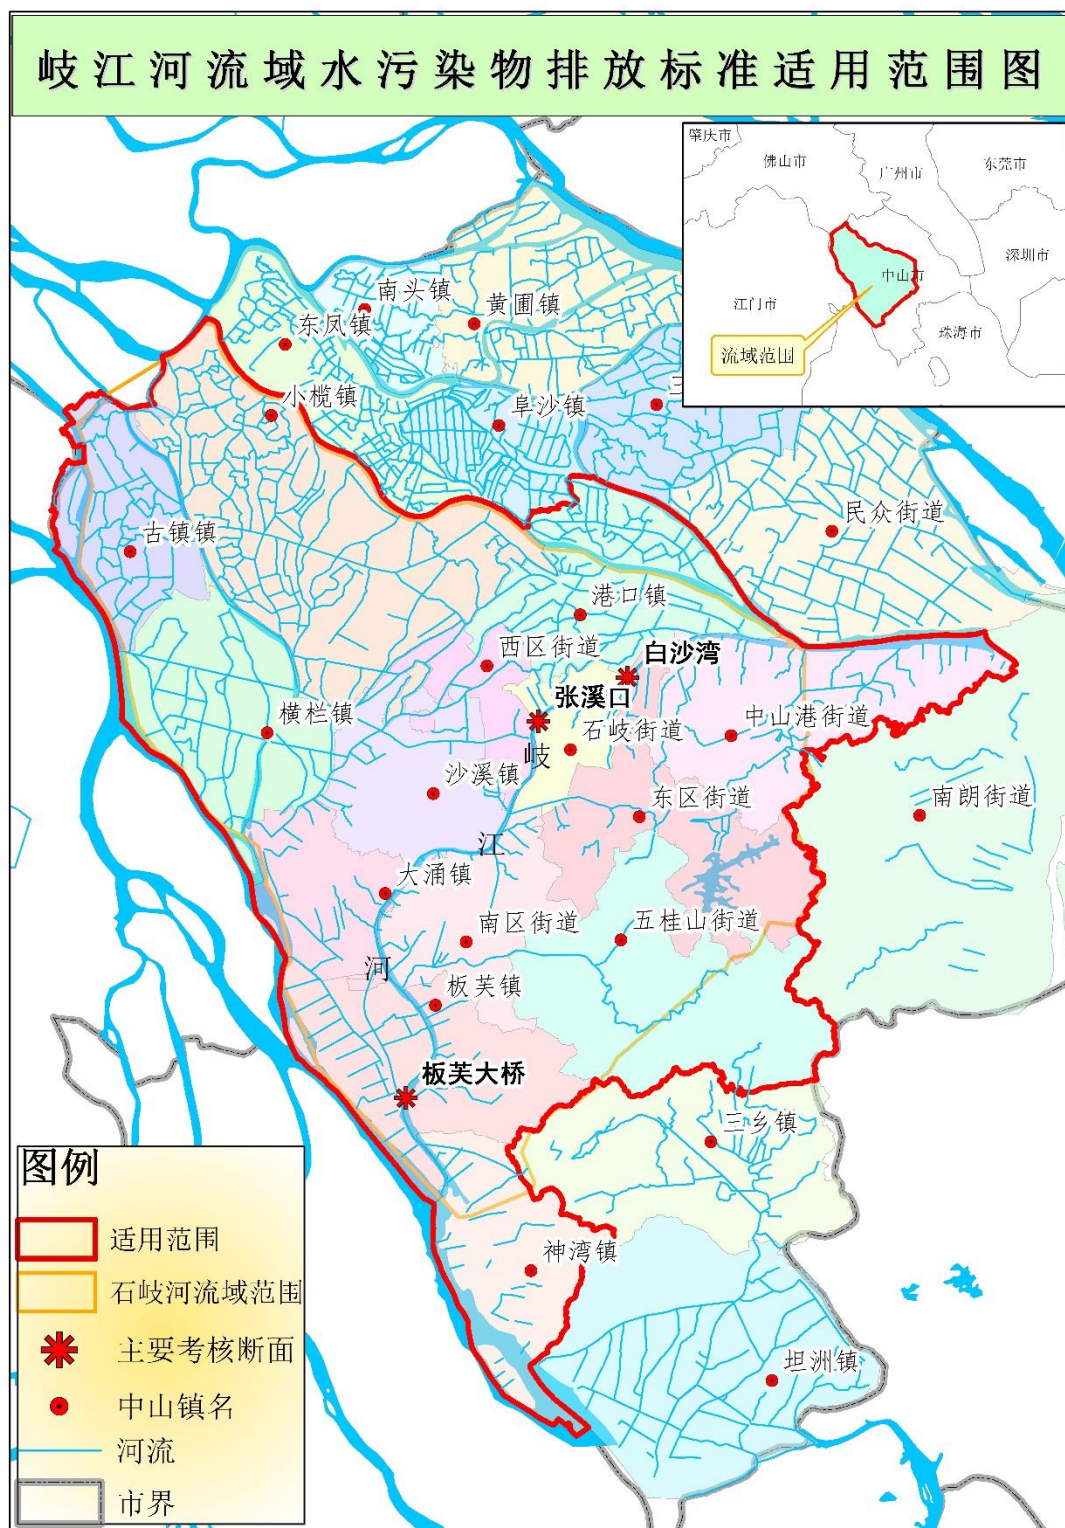 岐江河流域水污染物排放标准适用范围图
肇庆市
佛山市
广州市
东莞市
深圳市
中山市
江门市
珠海市
流域范围
南头镇
黄圃镇
东凤镇
小榄镇
阜沙镇
三
民众街道
古镇镇
港口镇
西区街道
白沙湾
张溪口
横栏镇
石岐街道
中山港街道
岐
沙溪镇
东区街道
南朗街道
江
大涌镇
南区街道
五桂山街道
河
板芙镇
板芙大桥
三乡镇
神湾镇
坦洲镇
图例
适用范围
石岐河流域范围
主要考核断面
中山镇名
河流
市界